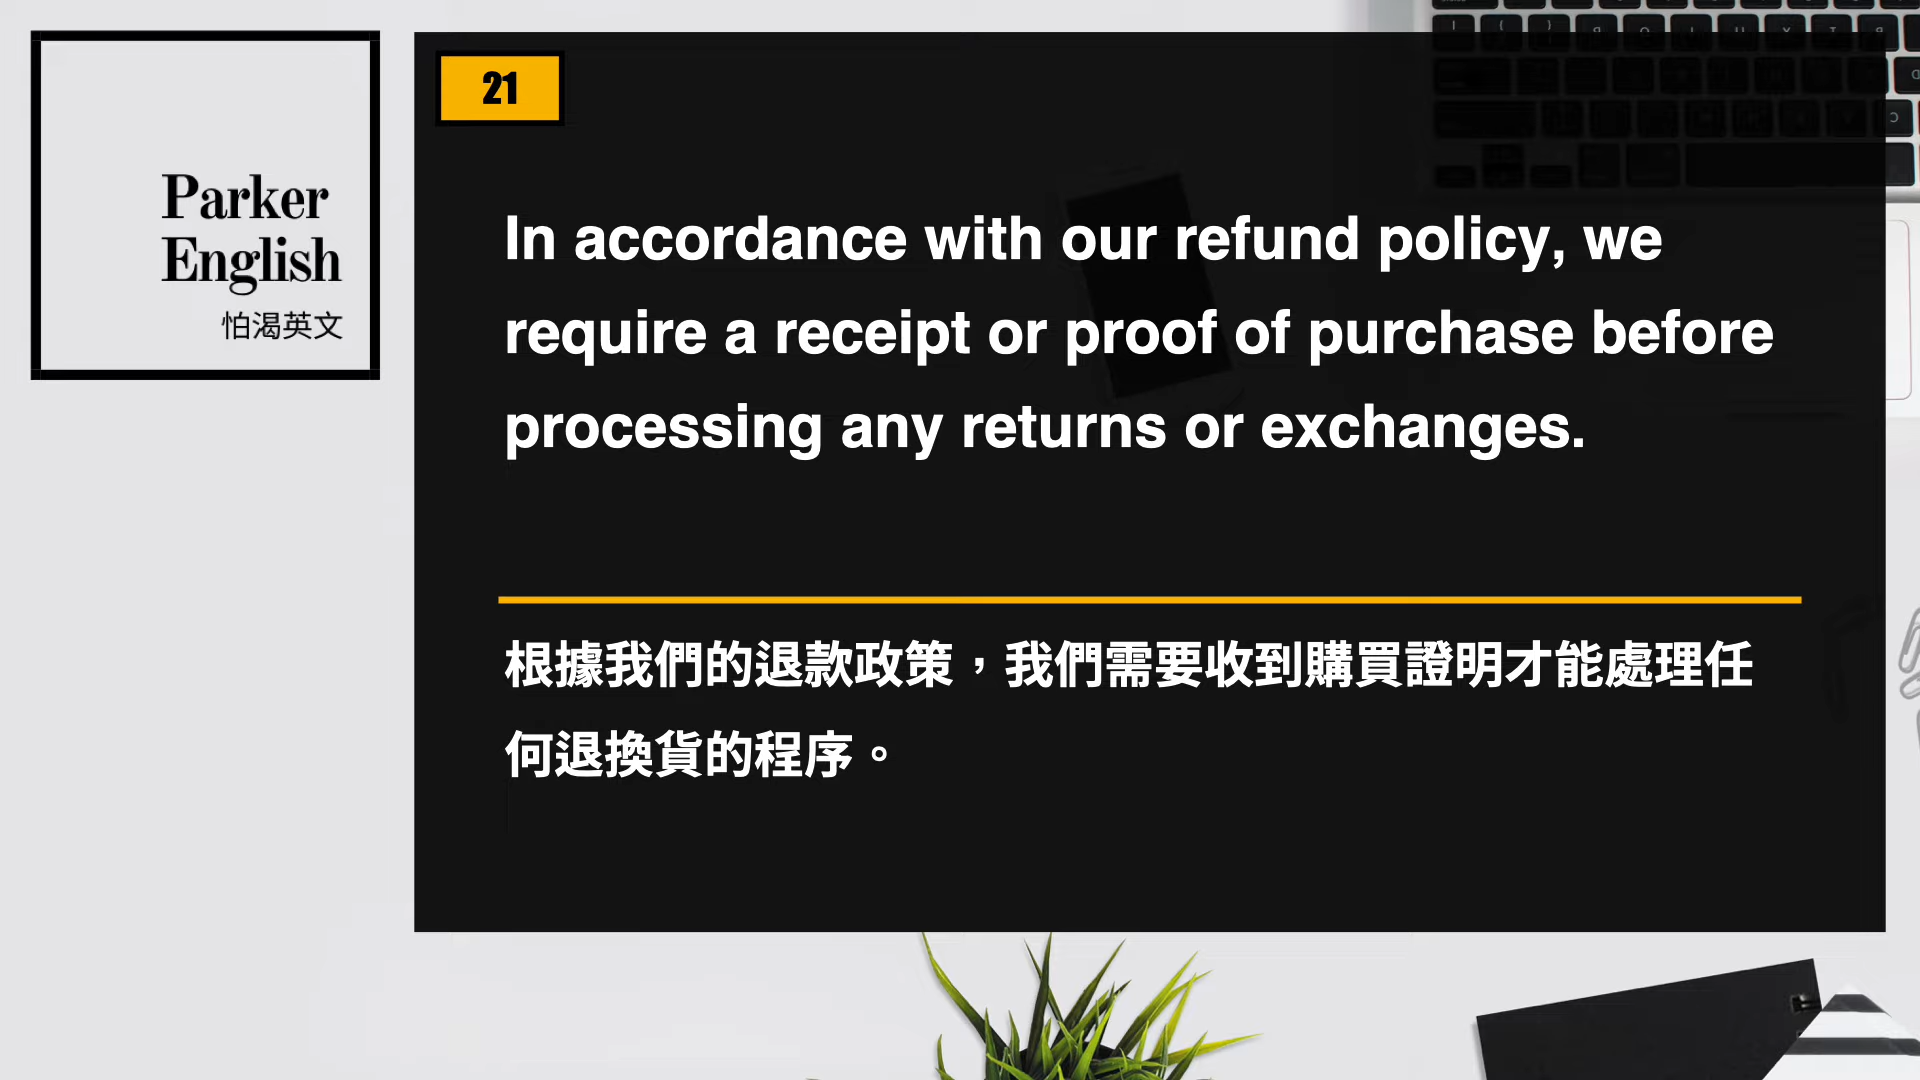 Parker
English
怕渴英文
21
In accordance with our refund policy, we
require a receipt or proof of purchase before
processing any returns or exchanges.
根據我們的退款政策，我們需要收到購買證明才能處理任
何退換貨的程序。